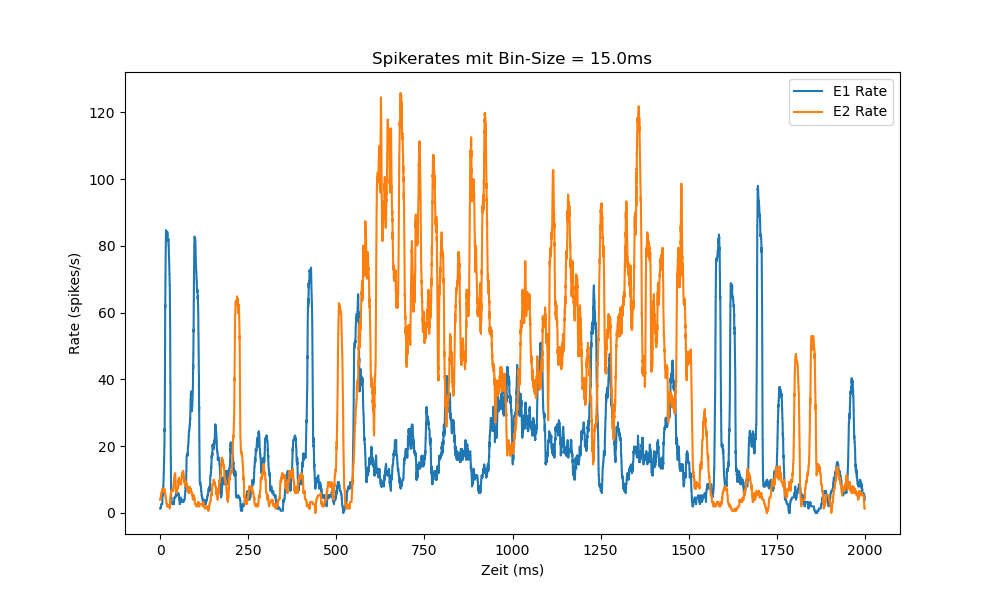 Spikerates mit Bin-Size = 15.0ms
E1 Rate
E2 Rate
Rate (spikes/s)
120
100
80
60
40
20
0
0 250 500 750 1000 1250 1500 1750 2000
Zeit (ms)